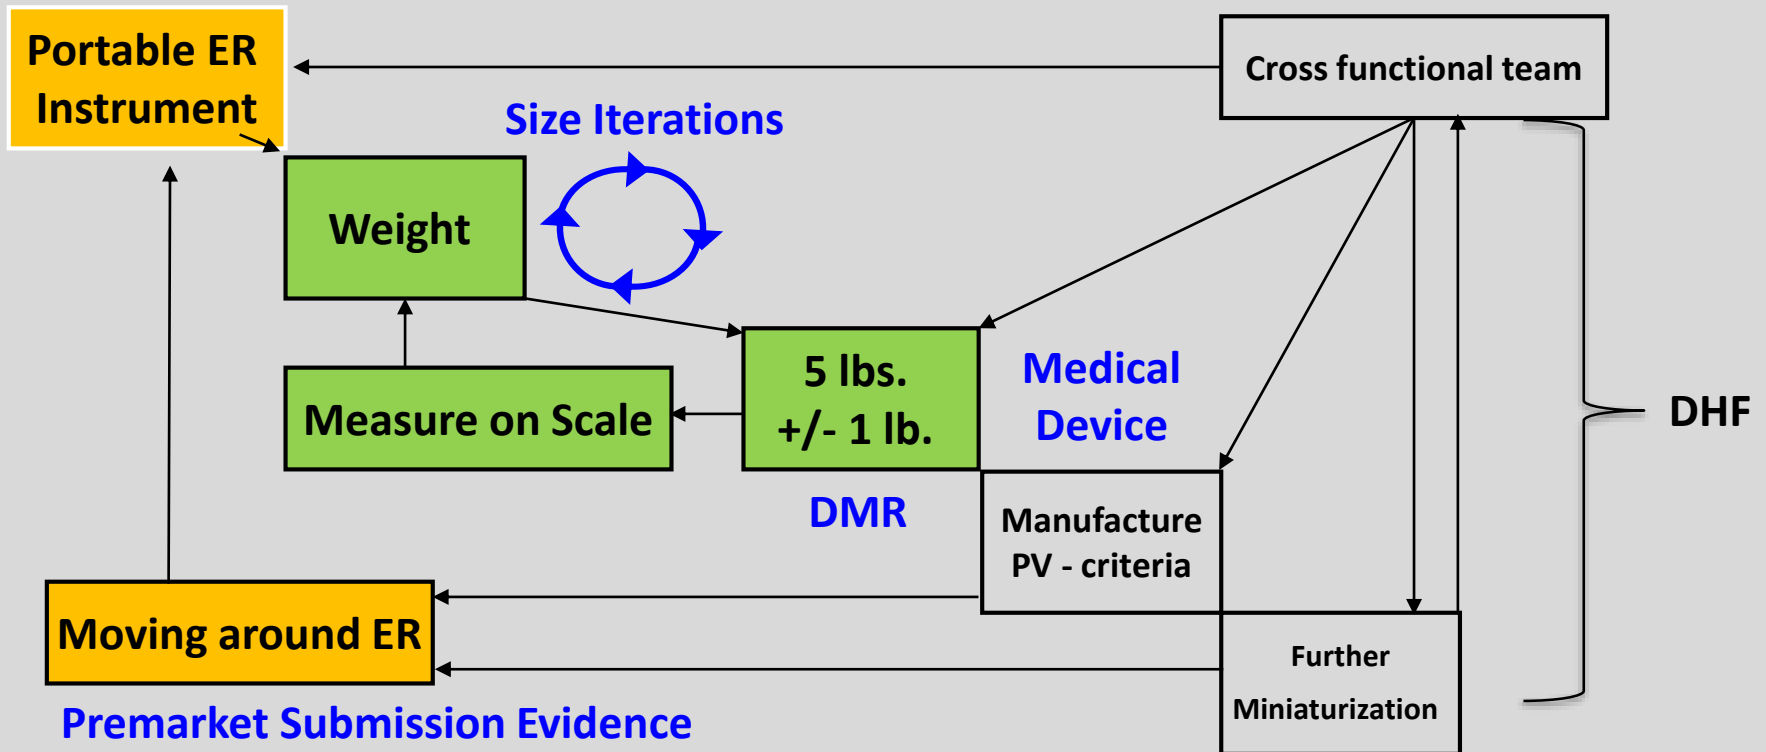 Portable ER
Instrument
Cross functional team
Size Iterations
Weight
5 lbs.
+/- 1 lb.
Medical
Device
Measure on Scale
DHF
DMR
Manufacture
PV - criteria
Moving around ER
Further
Miniaturization
Premarket Submission Evidence